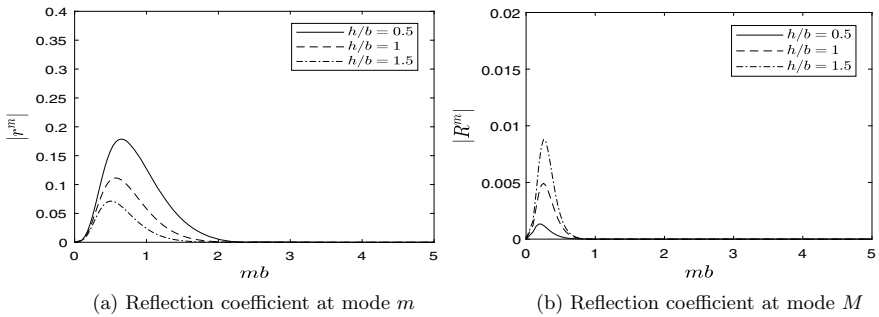 0.4
0.35
0.3
0.25
0.2
0.15
0.1
0.05
0
0 1 2 3 4 5
|r^m|
mb
h/b = 0.5
h/b = 1
h/b = 1.5
(a) Reflection coefficient at mode m
0.02
0.015
0.01
0.005
0
0 1 2 3 4 5
|R^m|
mb
h/b = 0.5
h/b = 1
h/b = 1.5
(b) Reflection coefficient at mode M